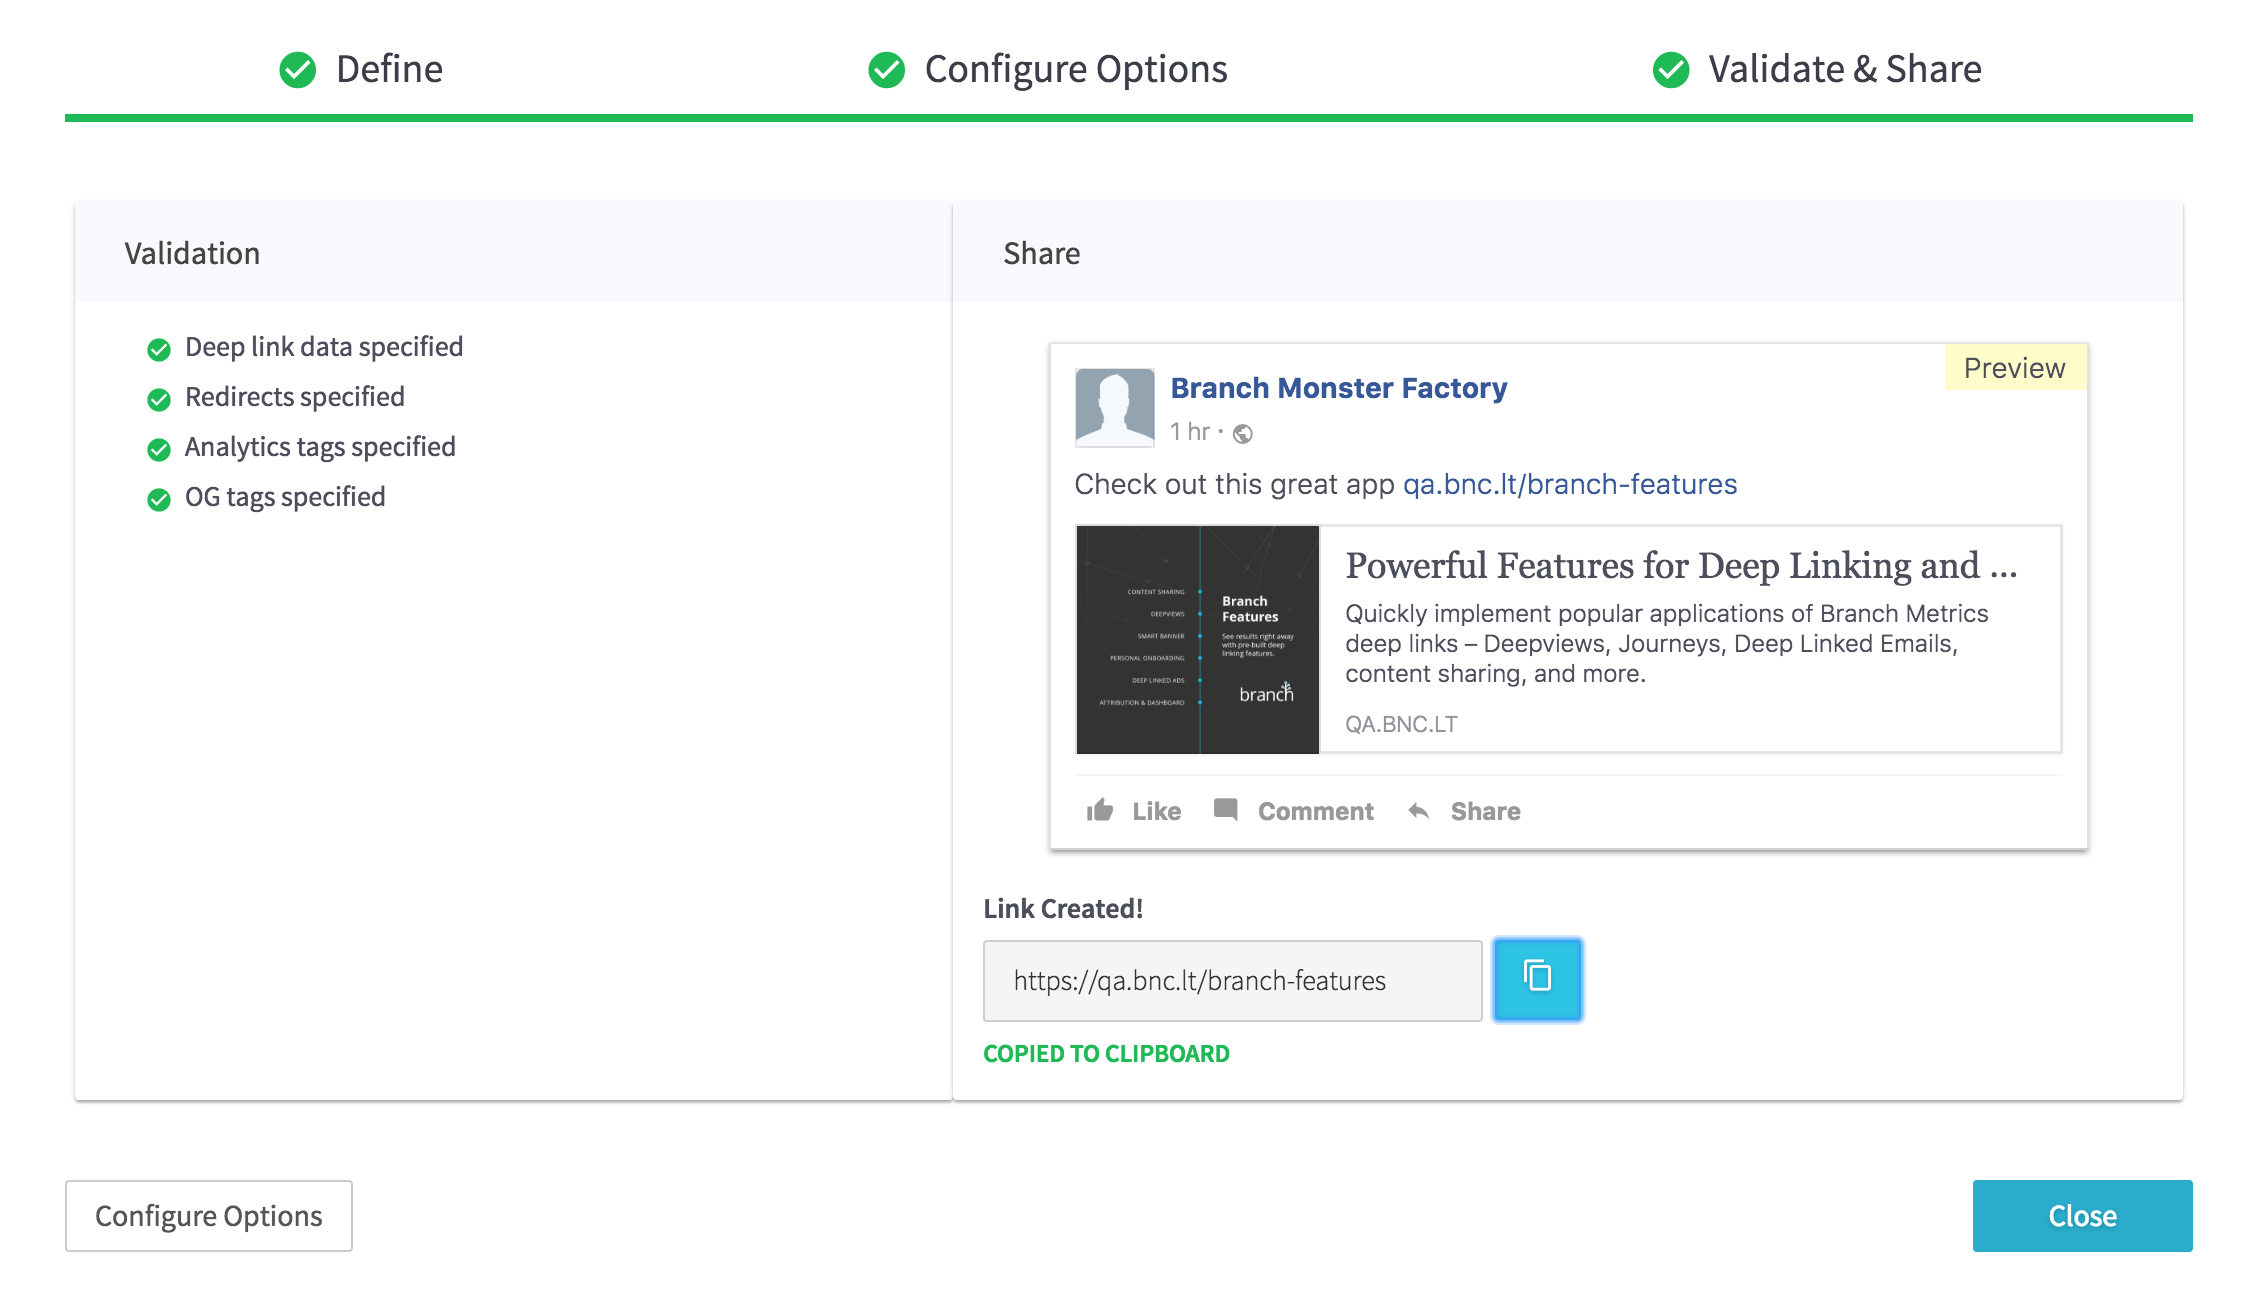 Define
Configure Options
Validate & Share
Validation
Deep link data specified
Redirects specified
Analytics tags specified
OG tags specified
Share
Preview
Branch Monster Factory
1 hr ·
Check out this great app qa.bnc.lt/branch-features
CONTENT SHARING
DEEPVIEWS
SMART BANNER
PERSONAL ONBOARDING
DEEP LINKED ADS
ATTRIBUTION & DASHBOARD
Branch
Features
See results right away
with pre-built deep
linking features.
branch
Powerful Features for Deep Linking and ...
Quickly implement popular applications of Branch Metrics
deep links – Deepviews, Journeys, Deep Linked Emails,
content sharing, and more.
QA.BNC.LT
Like
Comment
Share
Link Created!
https://qa.bnc.lt/branch-features
COPIED TO CLIPBOARD
Configure Options
Close